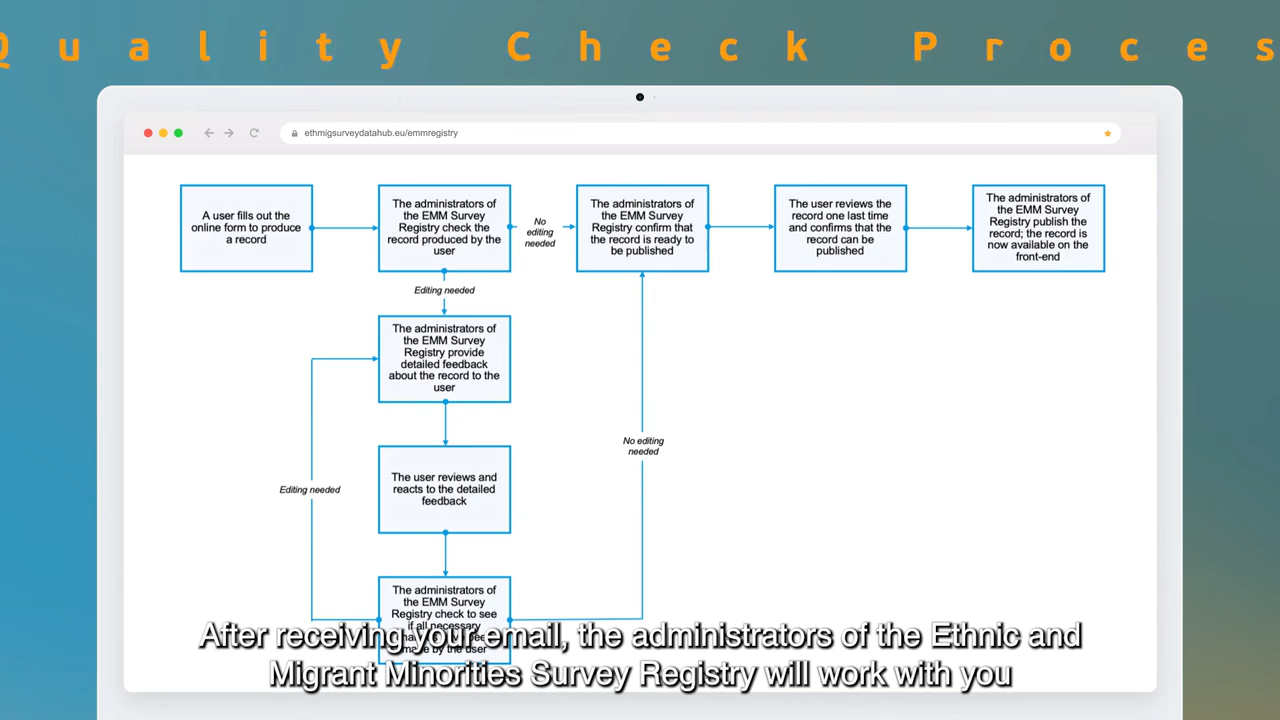 Quality Check Proces
ethmigsurveydatahub.eu/emmregistry
A user fills out the
online form to produce
a record
The administrators of
the EMM Survey
Registry check the
record produced by the
user
No
editing
needed
The administrators of
the EMM Survey
Registry confirm that
the record is ready to
be published
The user reviews the
record one last time
and confirms that the
record can be
published
The administrators of
the EMM Survey
Registry publish the
record; the record is
now available on the
front-end
Editing needed
The administrators of
the EMM Survey
Registry provide
detailed feedback
about the record to the
user
No editing
needed
The user reviews and
reacts to the detailed
feedback
Editing needed
The administrators of
the EMM Survey
Registry check to see
if all necessary
made by the user
After receiving your email, the administrators of the Ethnic and
Migrant Minorities Survey Registry will work with you